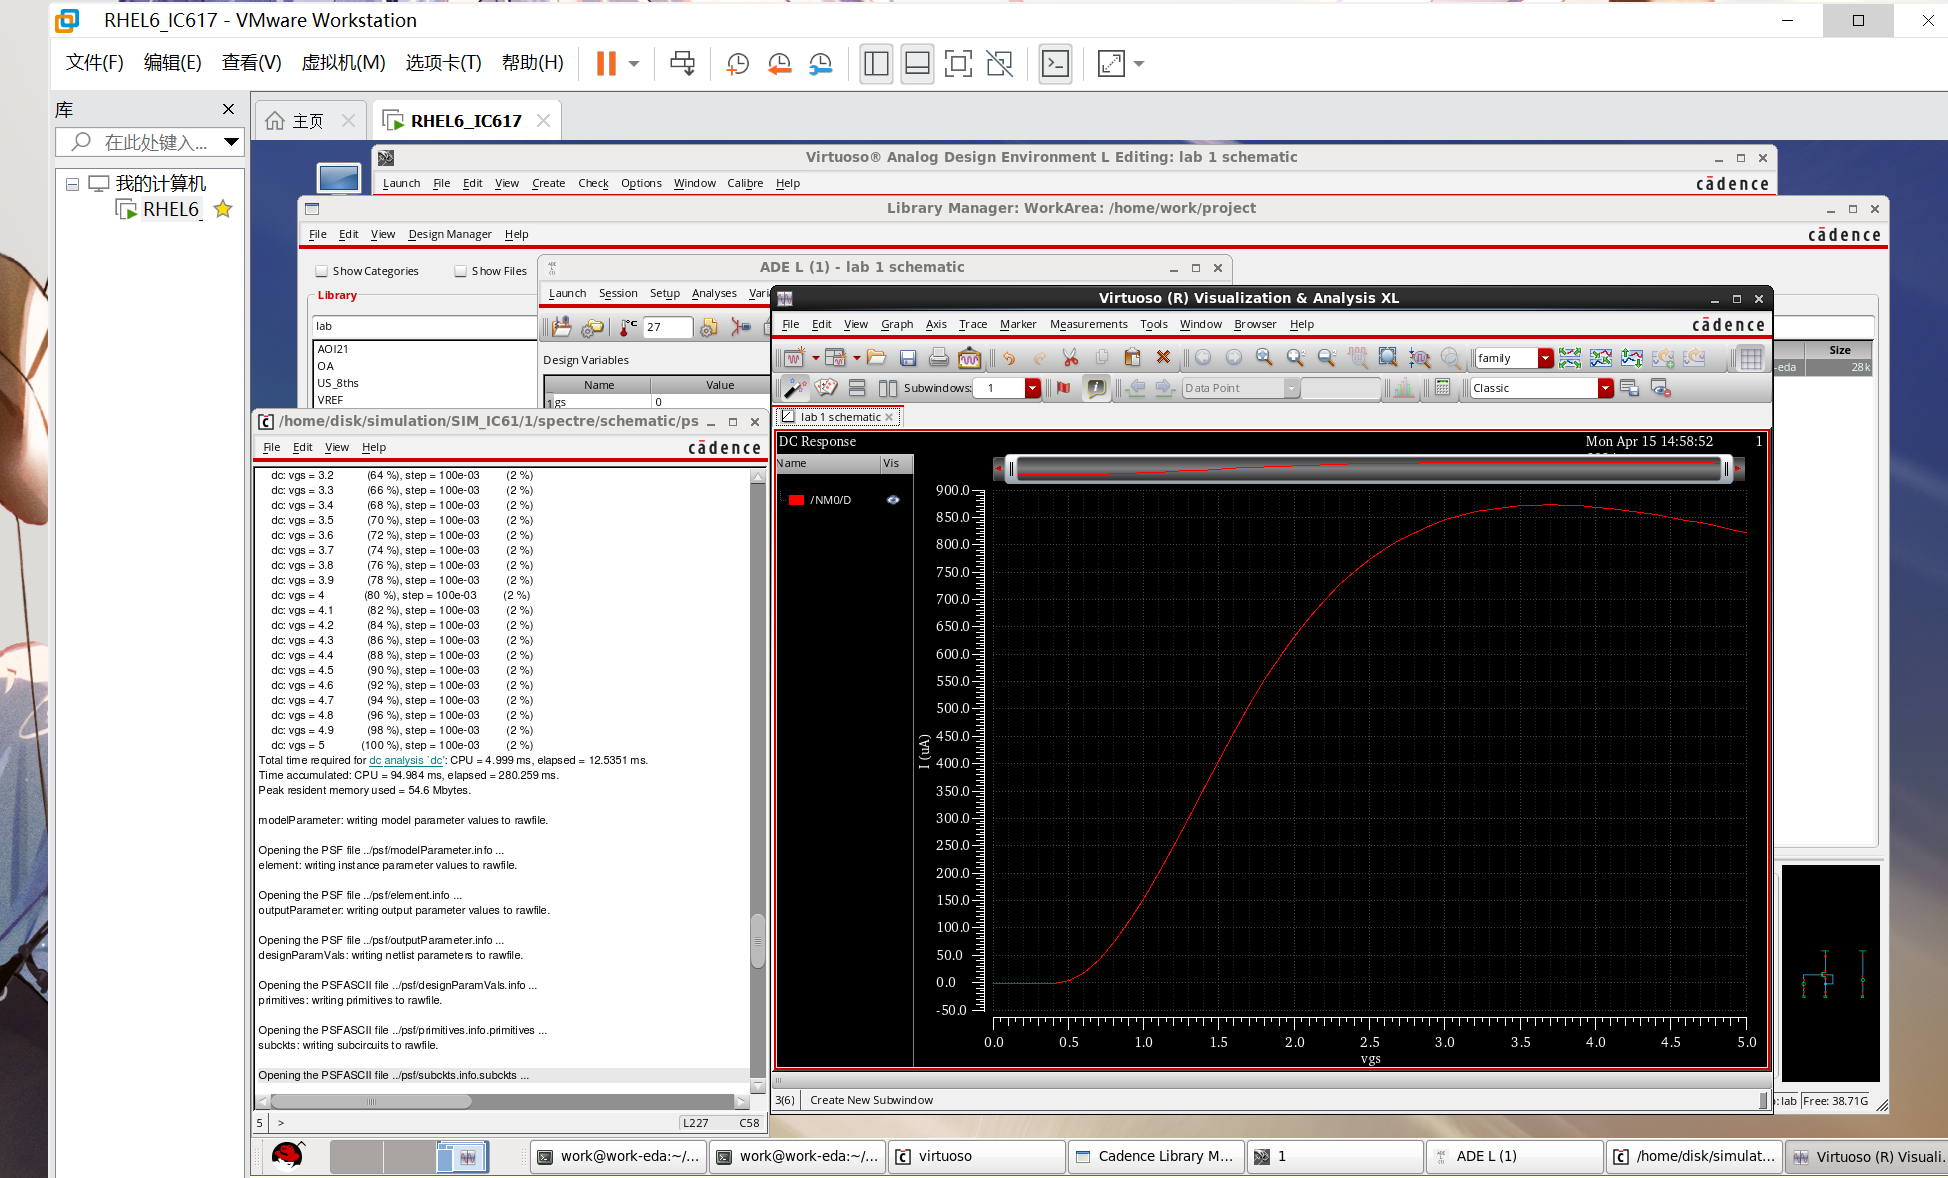 RHEL6_IC617 - VMware Workstation
文件(F) 编辑(E) 查看(V) 虚拟机(M) 选项卡(T) 帮助(H)
库
在此处键入...
我的计算机
RHEL6_
主页
RHEL6_IC617
Virtuoso® Analog Design Environment L Editing: lab 1 schematic
Launch File Edit View Create Check Options Window Calibre Help
cādence
Library Manager: WorkArea: /home/work/project
File Edit View Design Manager Help
cādence
Show Categories Show Files
Library
lab
AOI21
OA
US_8ths
VREF
Size
-eda 28k
ADE L (1) - lab 1 schematic
Launch Session Setup Analyses Vari
27
Design Variables
Name Value
1 gs 0
/home/disk/simulation/SIM_IC61/1/spectre/schematic/ps
File Edit View Help
cādence
dc: vgs = 3.2 (64 %), step = 100e-03 (2 %)
dc: vgs = 3.3 (66 %), step = 100e-03 (2 %)
dc: vgs = 3.4 (68 %), step = 100e-03 (2 %)
dc: vgs = 3.5 (70 %), step = 100e-03 (2 %)
dc: vgs = 3.6 (72 %), step = 100e-03 (2 %)
dc: vgs = 3.7 (74 %), step = 100e-03 (2 %)
dc: vgs = 3.8 (76 %), step = 100e-03 (2 %)
dc: vgs = 3.9 (78 %), step = 100e-03 (2 %)
dc: vgs = 4 (80 %), step = 100e-03 (2 %)
dc: vgs = 4.1 (82 %), step = 100e-03 (2 %)
dc: vgs = 4.2 (84 %), step = 100e-03 (2 %)
dc: vgs = 4.3 (86 %), step = 100e-03 (2 %)
dc: vgs = 4.4 (88 %), step = 100e-03 (2 %)
dc: vgs = 4.5 (90 %), step = 100e-03 (2 %)
dc: vgs = 4.6 (92 %), step = 100e-03 (2 %)
dc: vgs = 4.7 (94 %), step = 100e-03 (2 %)
dc: vgs = 4.8 (96 %), step = 100e-03 (2 %)
dc: vgs = 4.9 (98 %), step = 100e-03 (2 %)
dc: vgs = 5 (100 %), step = 100e-03 (2 %)
Total time required for dc analysis `dc': CPU = 4.999 ms, elapsed = 12.5351 ms.
Time accumulated: CPU = 94.984 ms, elapsed = 280.259 ms.
Peak resident memory used = 54.6 Mbytes.
modelParameter: writing model parameter values to rawfile.
Opening the PSF file ../psf/modelParameter.info ...
element: writing instance parameter values to rawfile.
Opening the PSF file ../psf/element.info ...
outputParameter: writing output parameter values to rawfile.
Opening the PSF file ../psf/outputParameter.info ...
designParamVals: writing netlist parameters to rawfile.
Opening the PSFASCII file ../psf/designParamVals.info ...
primitives: writing primitives to rawfile.
Opening the PSFASCII file ../psf/primitives.info.primitives ...
subckts: writing subcircuits to rawfile.
Opening the PSFASCII file ../psf/subckts.info.subckts ...
5 >
L227 C58
Virtuoso (R) Visualization & Analysis XL
File Edit View Graph Axis Trace Marker Measurements Tools Window Browser Help
cādence
family
Subwindows: 1
Data Point
Classic
lab 1 schematic
DC Response
Mon Apr 15 14:58:52
1
Name Vis
/NM0/D
900.0
850.0
800.0
750.0
700.0
650.0
600.0
550.0
500.0
450.0
400.0
350.0
300.0
250.0
200.0
150.0
100.0
50.0
0.0
-50.0
I (uA)
0.0 0.5 1.0 1.5 2.0 2.5 3.0 3.5 4.0 4.5 5.0
vgs
3(6) Create New Subwindow
: lab Free: 38.71G
work@work-eda:~/...
work@work-eda:~/...
virtuoso
Cadence Library M...
1
ADE L (1)
/home/disk/simulat...
Virtuoso (R) Visuali.